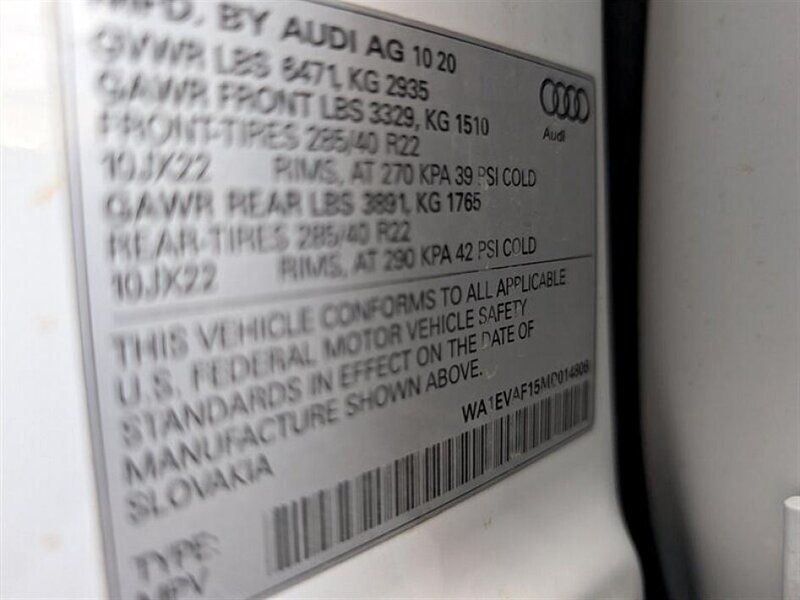 MFD. BY AUDI AG 10 20
GVWR LBS 6471, KG 2935
GAWR FRONT LBS 3329, KG 1510
FRONT-TIRES 285/40 R22
10JX22 RIMS, AT 270 KPA 39 PSI COLD
GAWR REAR LBS 3891, KG 1765
REAR-TIRES 285/40 R22
10JX22 RIMS, AT 290 KPA 42 PSI COLD
Audi
THIS VEHICLE CONFORMS TO ALL APPLICABLE
U.S. FEDERAL MOTOR VEHICLE SAFETY
STANDARDS IN EFFECT ON THE DATE OF
MANUFACTURE SHOWN ABOVE.
SLOVAKIA
WA1EVAF15MD014806
TYPE:
MPV